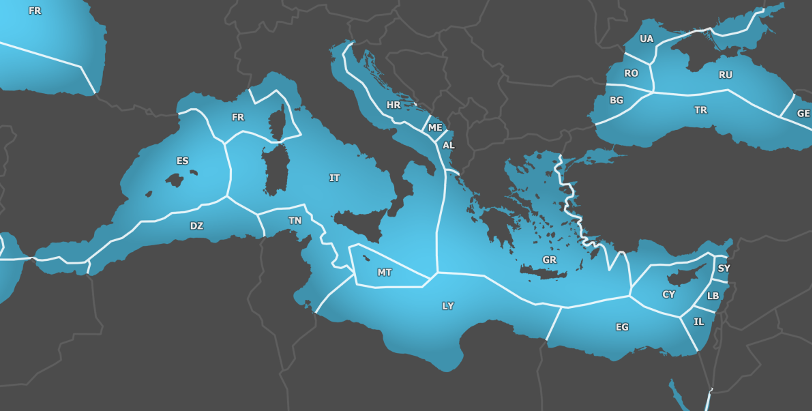 FR
UA
RO
RU
BG
TR
GE
HR
FR
ME
AL
ES
IT
DZ
TN
GR
MT
SY
CY
LB
LY
IL
EG